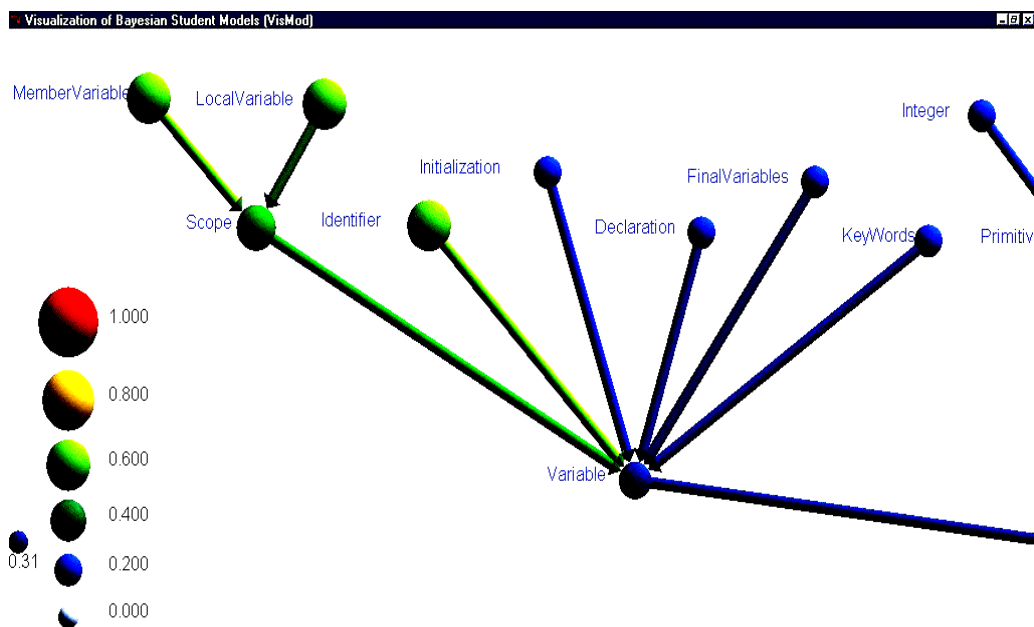 Visualization of Bayesian Student Models (VisMod)
MemberVariable
LocalVariable
Integer
Initialization
FinalVariables
Scope
Identifier
Declaration
KeyWords
Primitiv
1.000
0.800
0.600
Variable
0.400
0.31
0.200
0.000